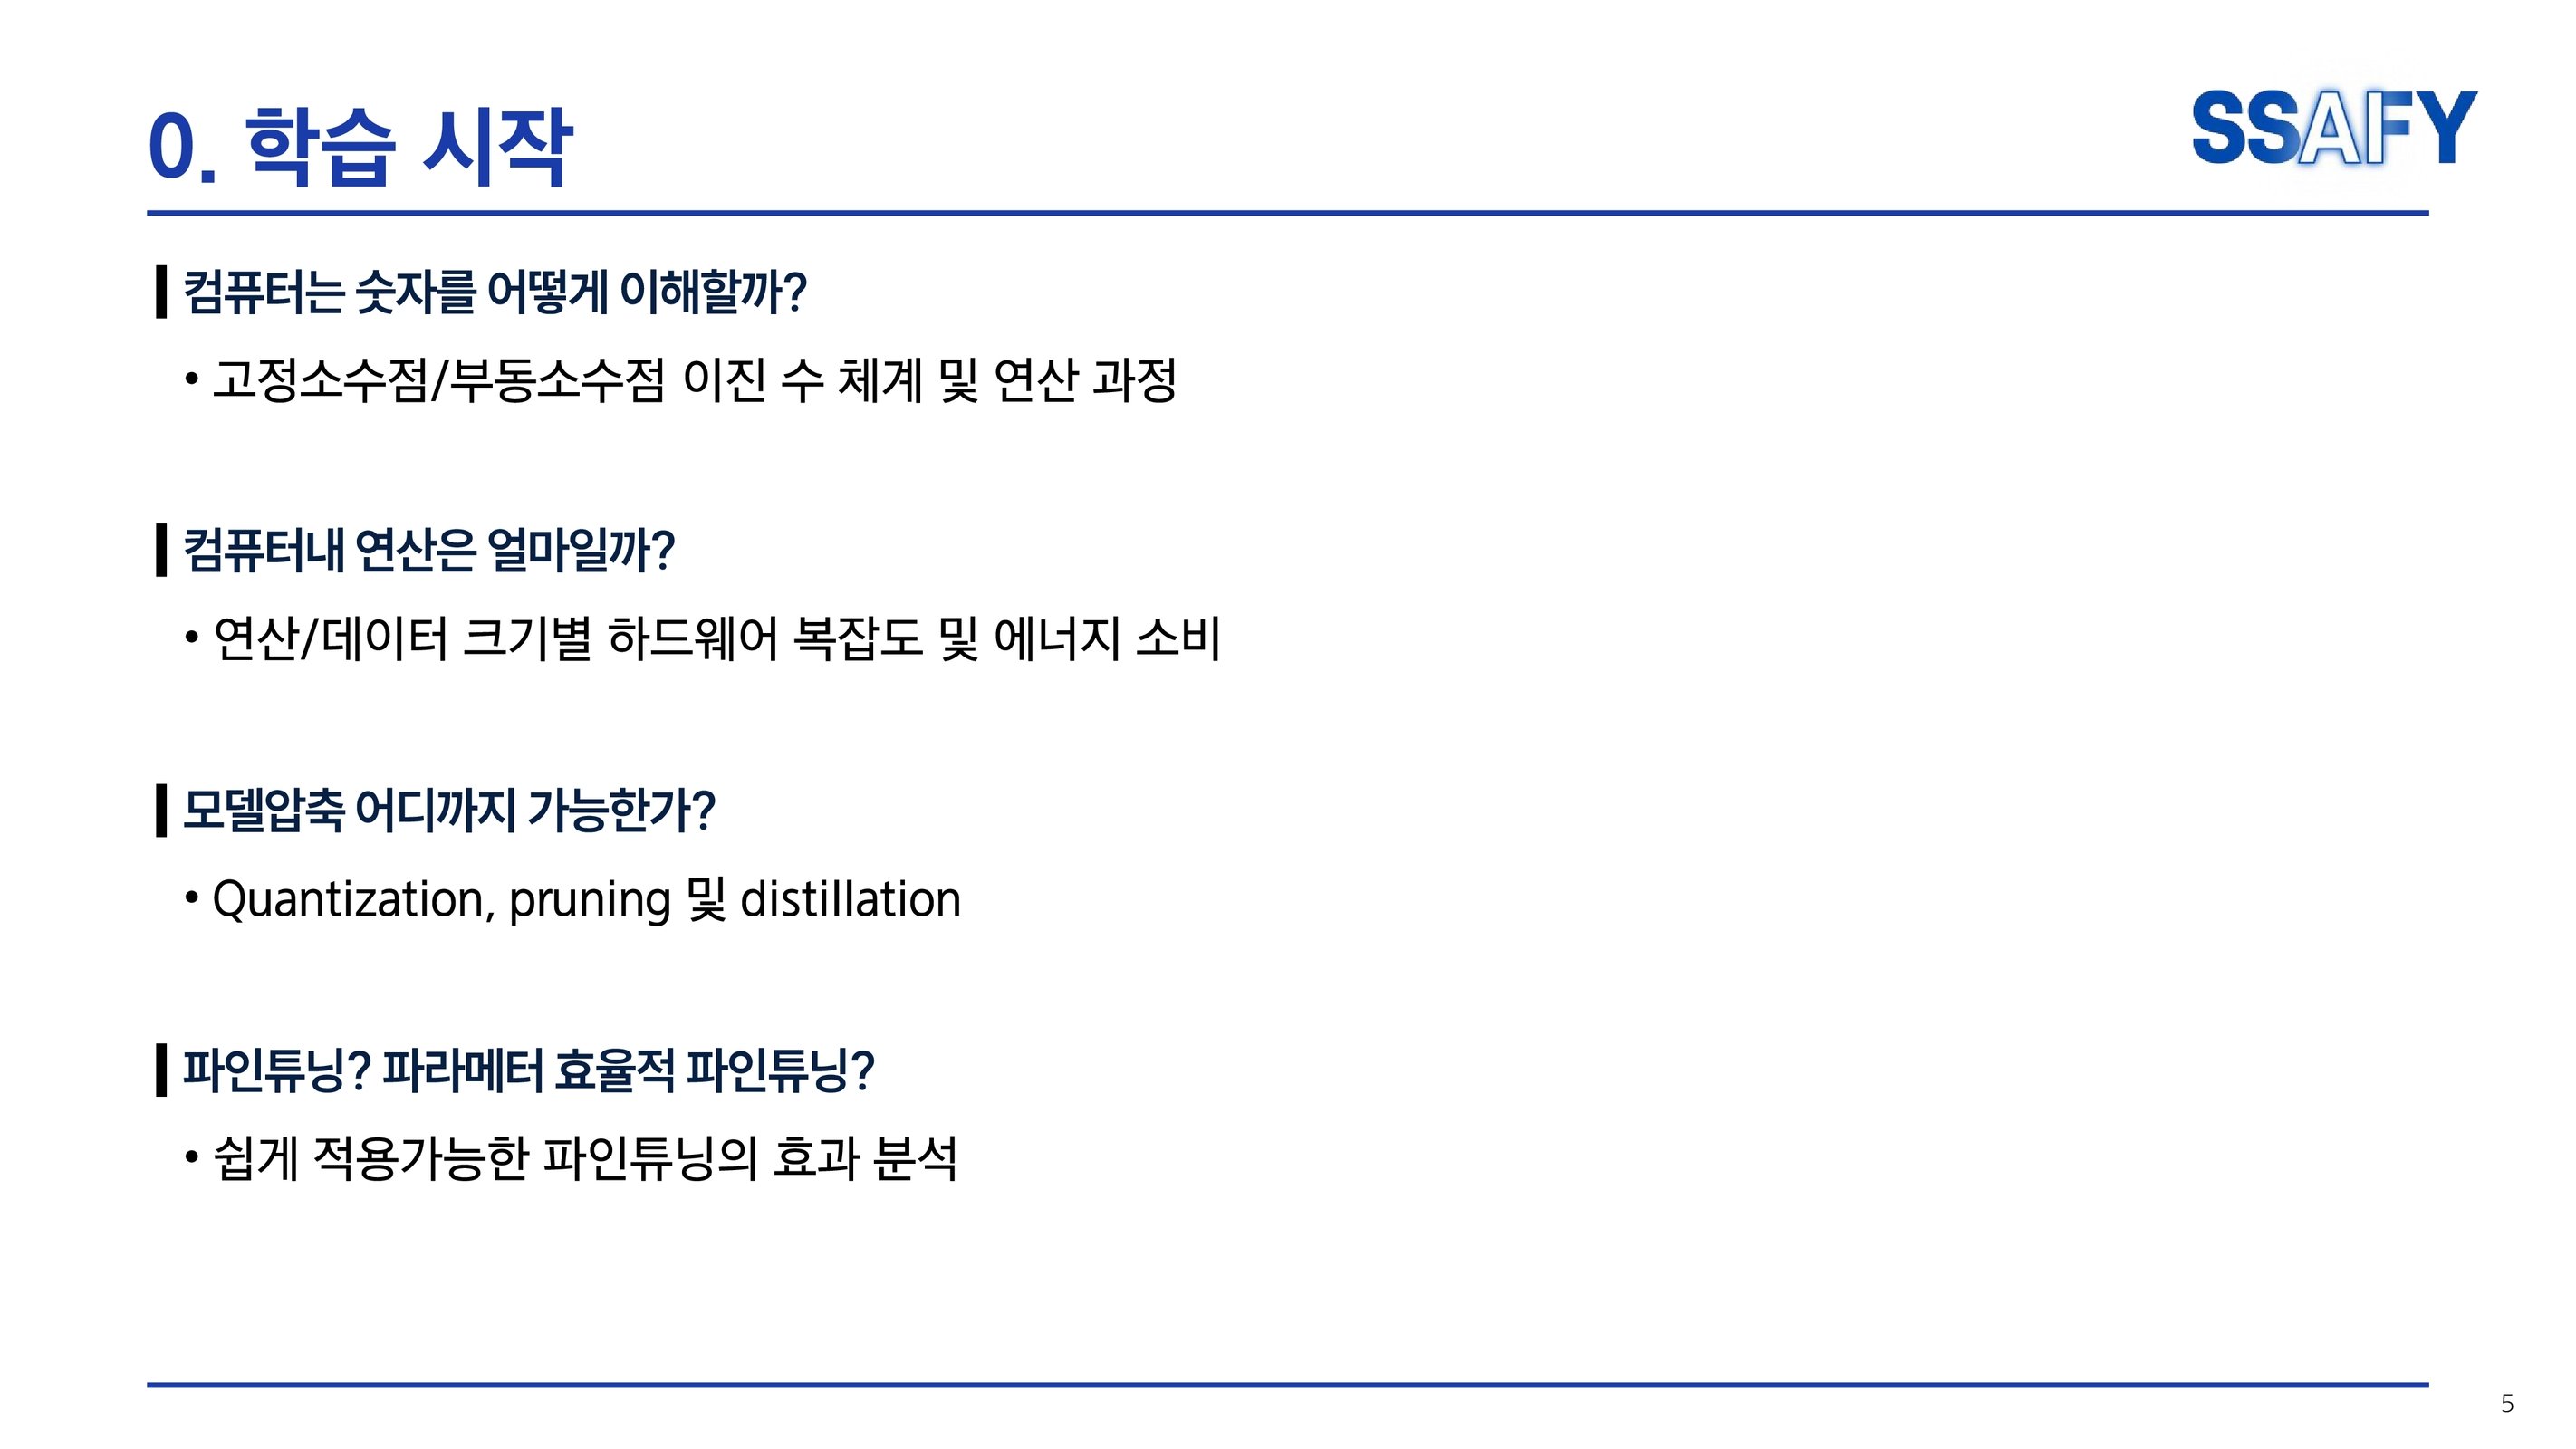 0. 학습 시작
SSAFY
컴퓨터는 숫자를 어떻게 이해할까?
• 고정소수점/부동소수점 이진 수 체계 및 연산 과정
컴퓨터내 연산은 얼마일까?
• 연산/데이터 크기별 하드웨어 복잡도 및 에너지 소비
모델압축 어디까지 가능한가?
• Quantization, pruning 및 distillation
파인튜닝? 파라메터 효율적 파인튜닝?
• 쉽게 적용가능한 파인튜닝의 효과 분석
5